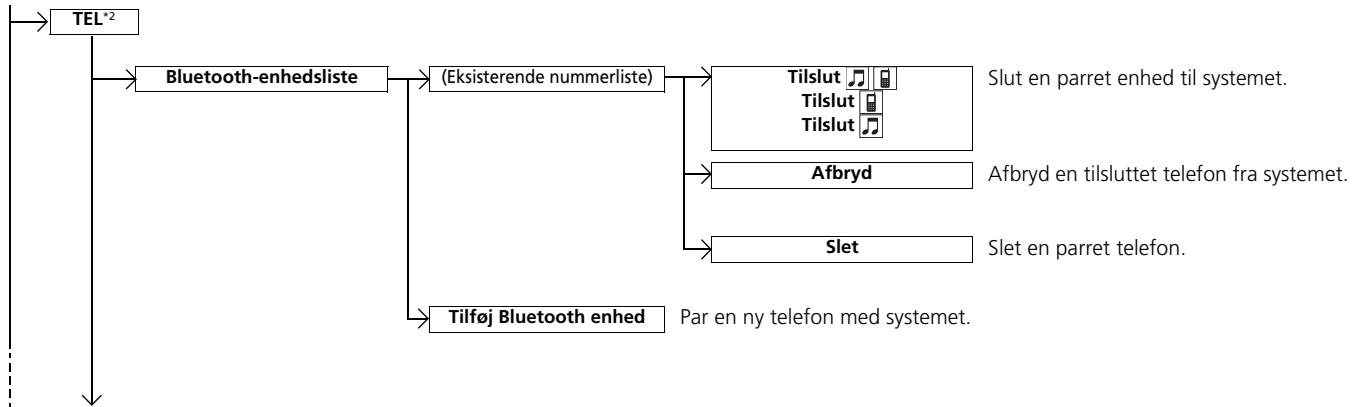 TEL*2
Bluetooth-enhedsliste
(Eksisterende nummerliste)
Tilslut
Tilslut
Tilslut
Slut en parret enhed til systemet.
Afbryd
Afbryd en tilsluttet telefon fra systemet.
Slet
Slet en parret telefon.
Tilføj Bluetooth enhed
Par en ny telefon med systemet.